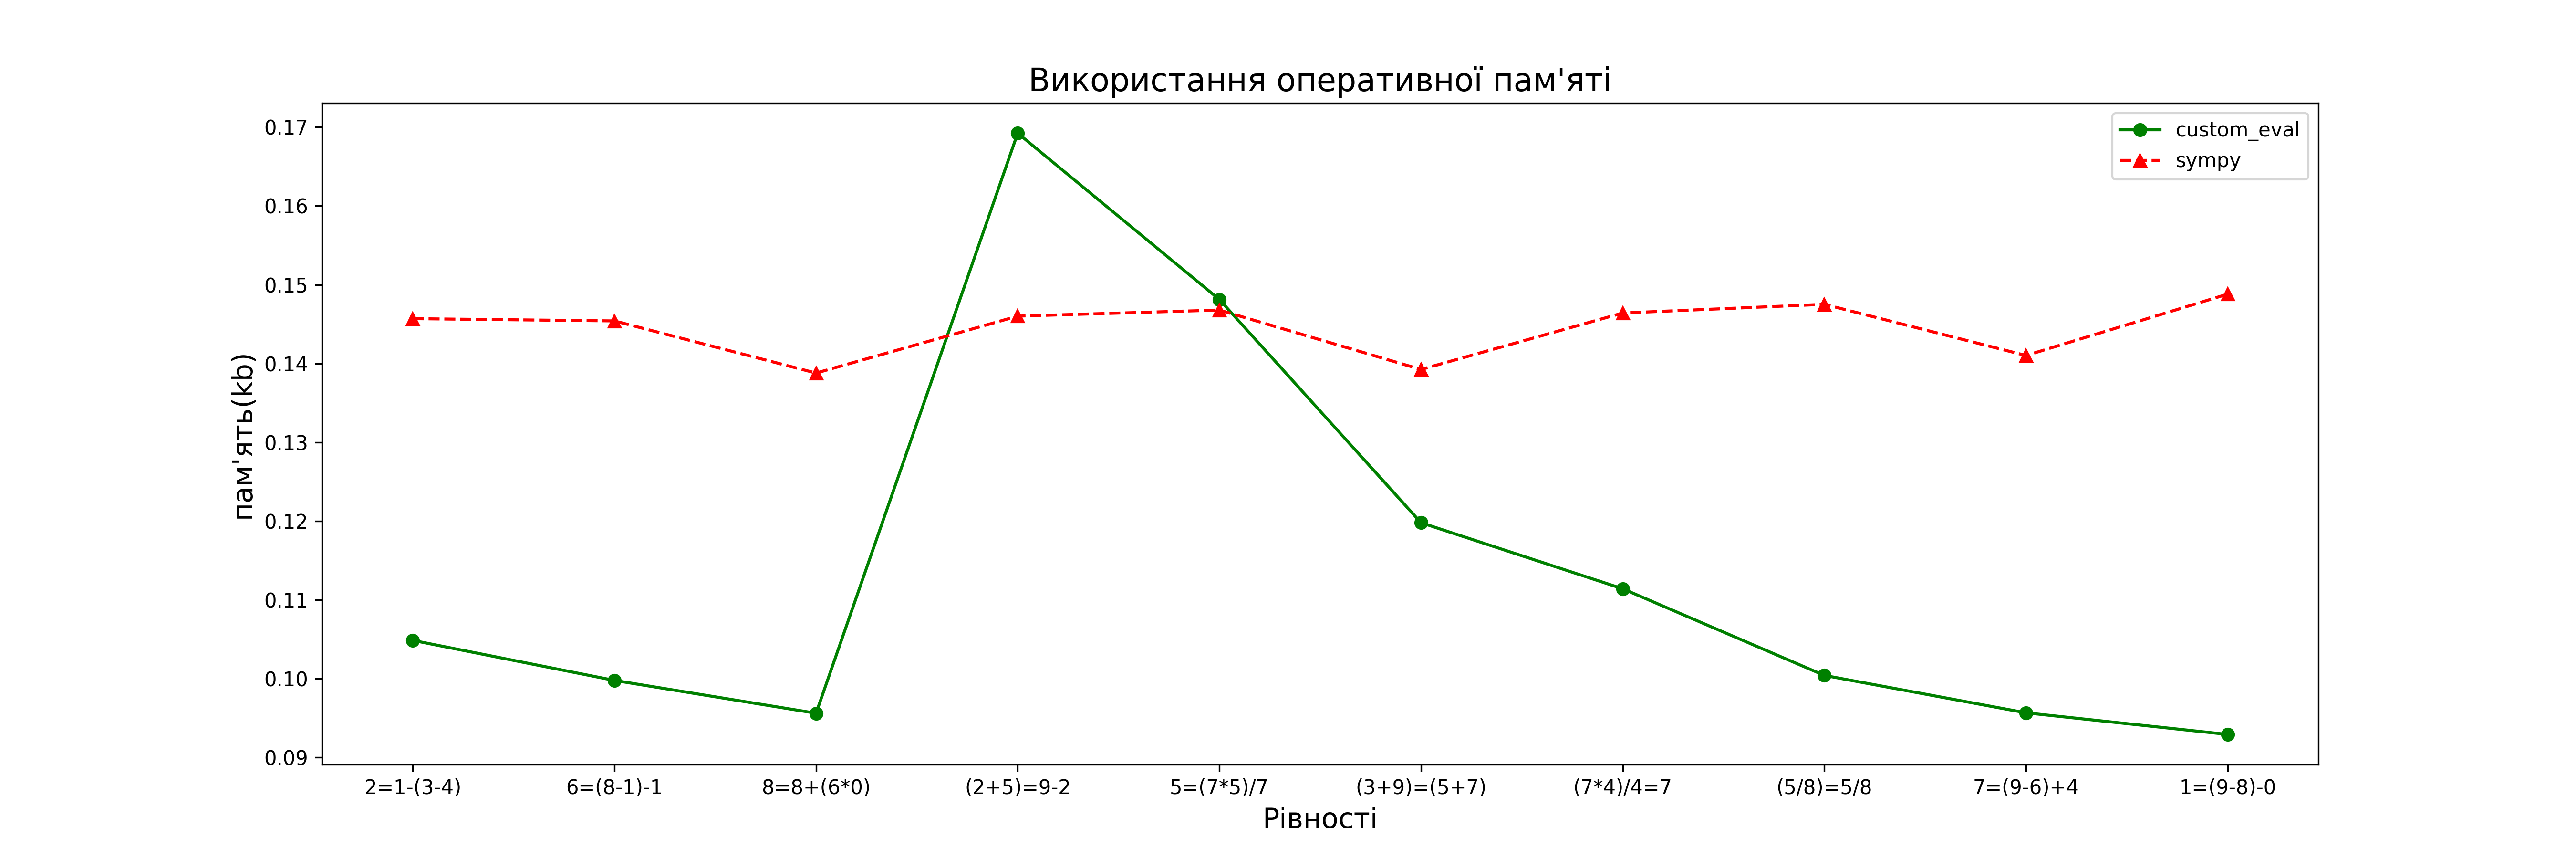 Використання оперативної пам'яті
custom_eval
sympy
0.17
0.16
0.15
0.14
0.13
0.12
0.11
0.10
0.09
пам'ять(kb)
2=1-(3-4) 6=(8-1)-1 8=8+(6*0) (2+5)=9-2 5=(7*5)/7 (3+9)=(5+7) (7*4)/4=7 (5/8)=5/8 7=(9-6)+4 1=(9-8)-0
Рівності